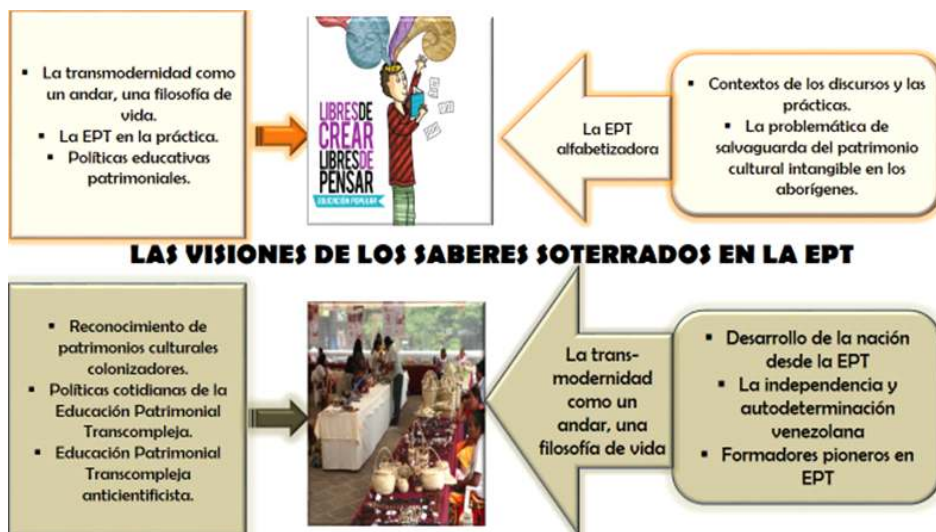 ▪ La transmodernidad como
un andar, una filosofía de
vida.
▪ La EPT en la práctica.
▪ Políticas educativas
patrimoniales.
LIBRES DE
CREAR
LIBRES DE
PENSAR
EDUCACIÓN POPULAR
La EPT
alfabetizadora
▪ Contextos de los discursos y las
prácticas.
▪ La problemática de
salvaguarda del patrimonio
cultural intangible en los
aborígenes.
LAS VISIONES DE LOS SABERES SOTERRADOS EN LA EPT
▪ Reconocimiento de
patrimonios culturales
colonizadores.
▪ Políticas cotidianas de la
Educación Patrimonial
Transcompleja.
▪ Educación Patrimonial
Transcompleja
anticientificista.
La trans-
modernidad
como un
andar, una
filosofía de vida
▪ Desarrollo de la nación
desde la EPT
▪ La independencia y
autodeterminación
venezolana
▪ Formadores pioneros en
EPT